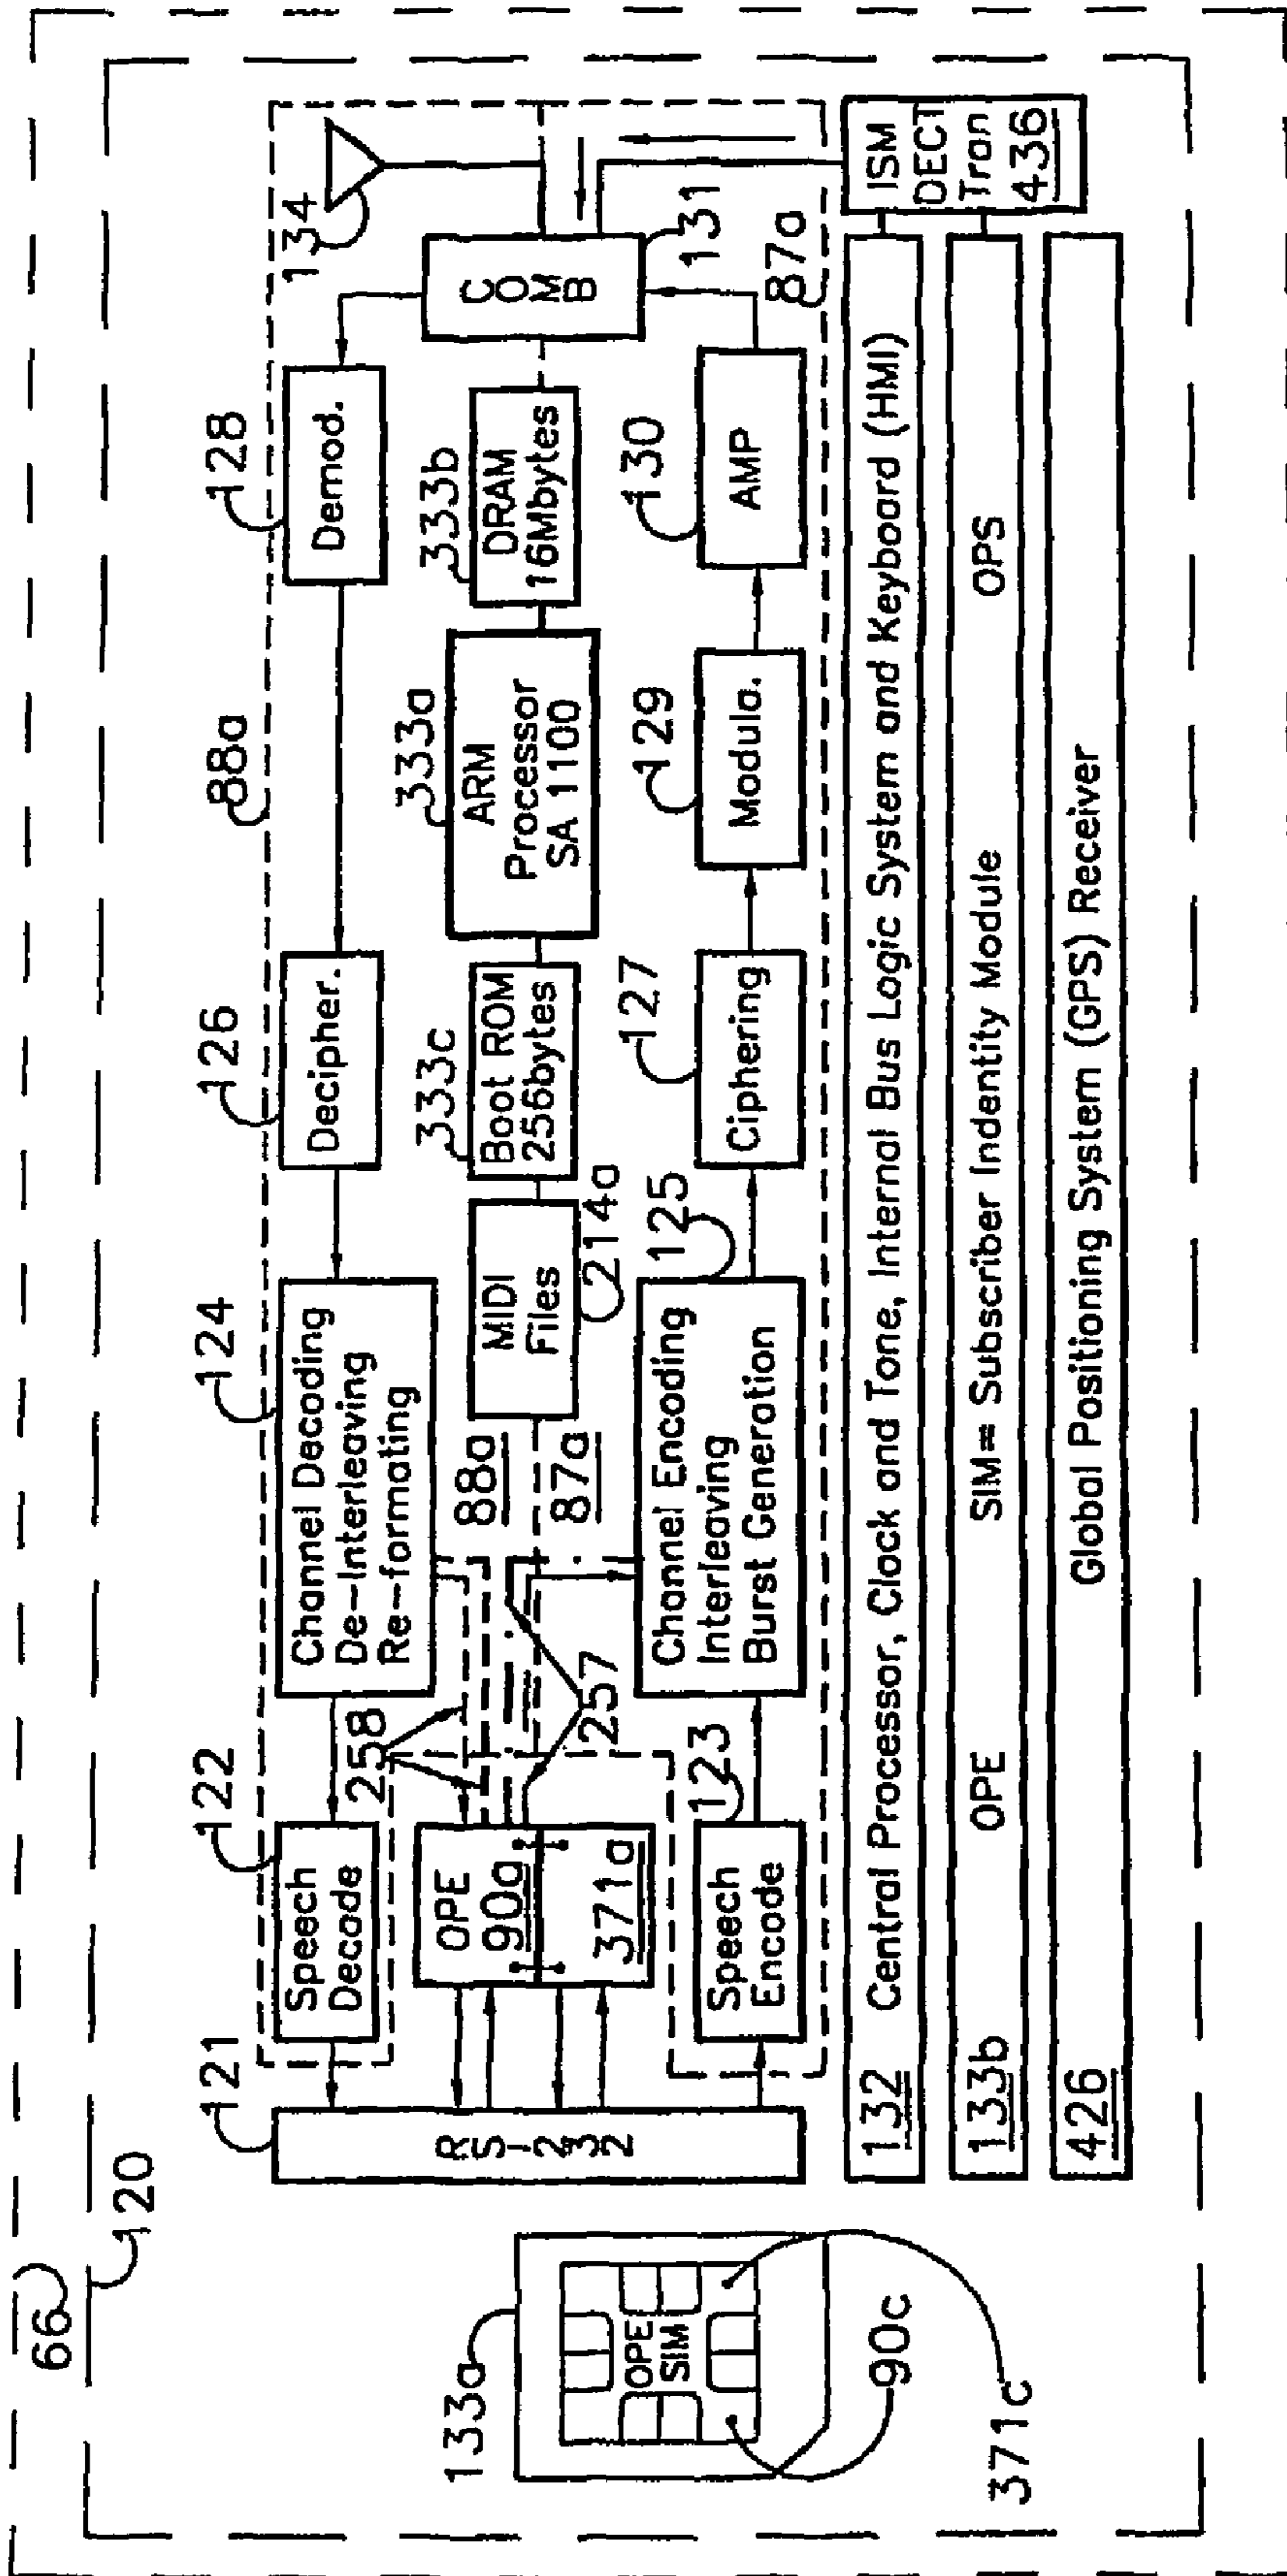 66
120
121
122
124
126
88a
128
134
Speech
Decode
Channel Decoding
De-Interleaving
Re-formating
Decipher.
Demod.
258
88a
87a
333c
333a
333b
RS-232
OPE
90a
371a
257
MIDI
Files
214a
Boot ROM
256bytes
ARM
Processor
SA 1100
DRAM
16Mbytes
COMB
131
133a
OPE
SIM
90c
371c
123
125
127
129
130
87a
Speech
Encode
Channel Encoding
Interleaving
Burst Generation
Ciphering
Modula.
AMP
ISM
DECT
Tran
436
132 Central Processor, Clock and Tone, Internal Bus Logic System and Keyboard (HMI)
133b OPE SIM = Subscriber Indentity Module OPS
426 Global Positioning System (GPS) Receiver